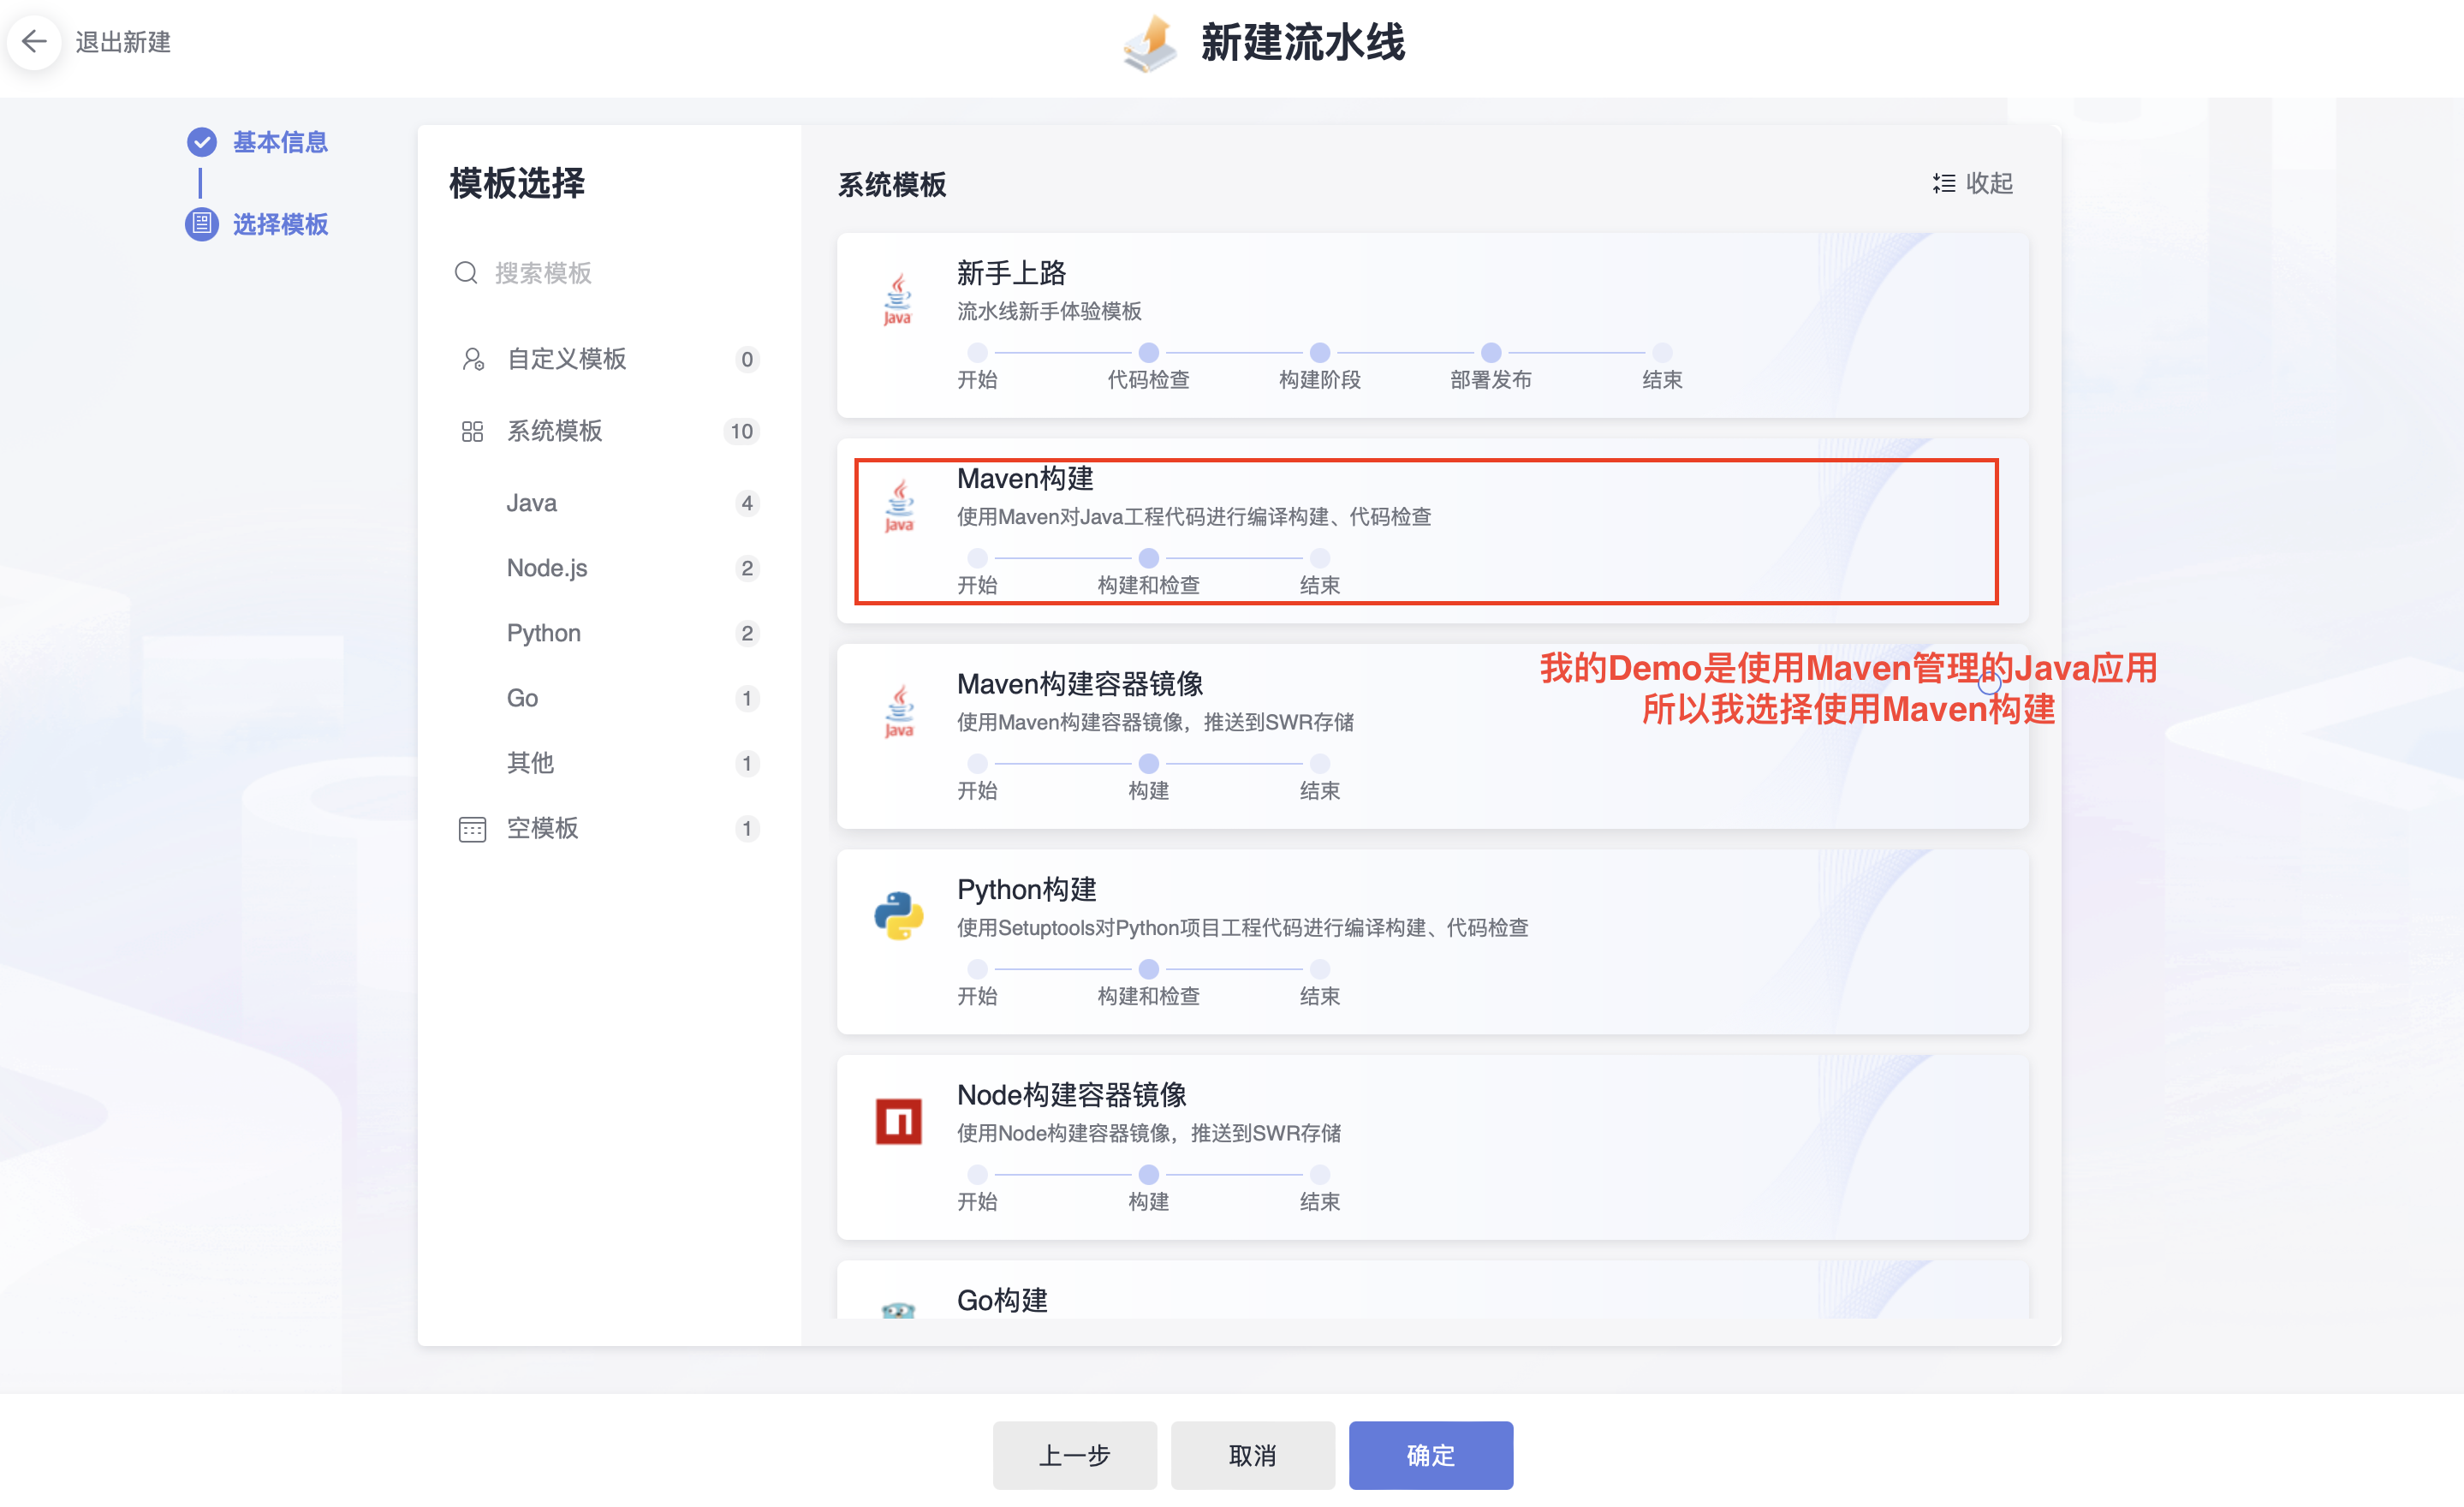 退出新建
新建流水线
基本信息
选择模板
模板选择
搜索模板
自定义模板 0
系统模板 10
Java 4
Node.js 2
Python 2
Go 1
其他 1
空模板 1
系统模板
收起
Java
新手上路
流水线新手体验模板
开始 代码检查 构建阶段 部署发布 结束
Java
Maven构建
使用Maven对Java工程代码进行编译构建、代码检查
开始 构建和检查 结束
Java
Maven构建容器镜像
使用Maven构建容器镜像，推送到SWR存储
开始 构建 结束
我的Demo是使用Maven管理的Java应用
所以我选择使用Maven构建
Python构建
使用Setuptools对Python项目工程代码进行编译构建、代码检查
开始 构建和检查 结束
Node构建容器镜像
使用Node构建容器镜像，推送到SWR存储
开始 构建 结束
Go构建
上一步 取消 确定